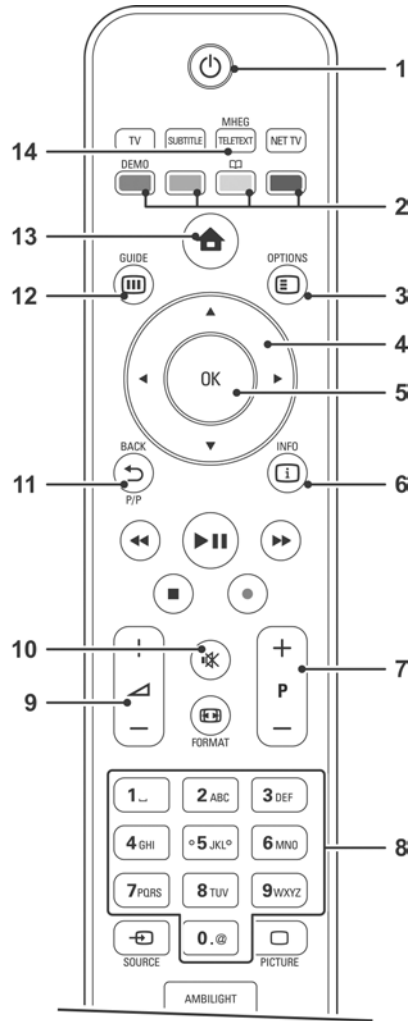 1
MHEG
TV SUBTITLE TELETEXT NET TV
14
DEMO
2
13
GUIDE OPTIONS
12 3
4
OK
5
BACK INFO
11 6
P/P
10
7
9 P
FORMAT
1 2 ABC 3 DEF
4 GHI 5 JKL 6 MNO 8
7 PQRS 8 TUV 9 WXYZ
0 .@
SOURCE PICTURE
AMBILIGHT